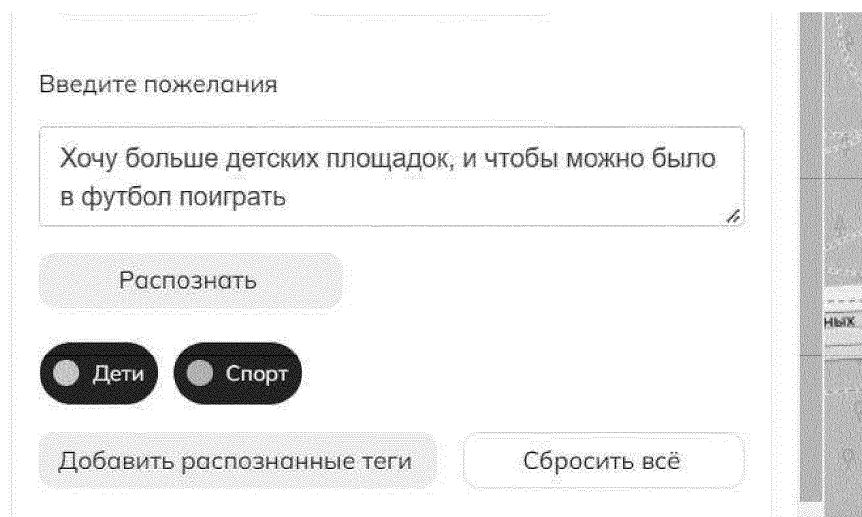 Введите пожелания
Хочу больше детских площадок, и чтобы можно было
в футбол поиграть
Распознать
Дети Спорт
Добавить распознанные теги Сбросить всё
ных